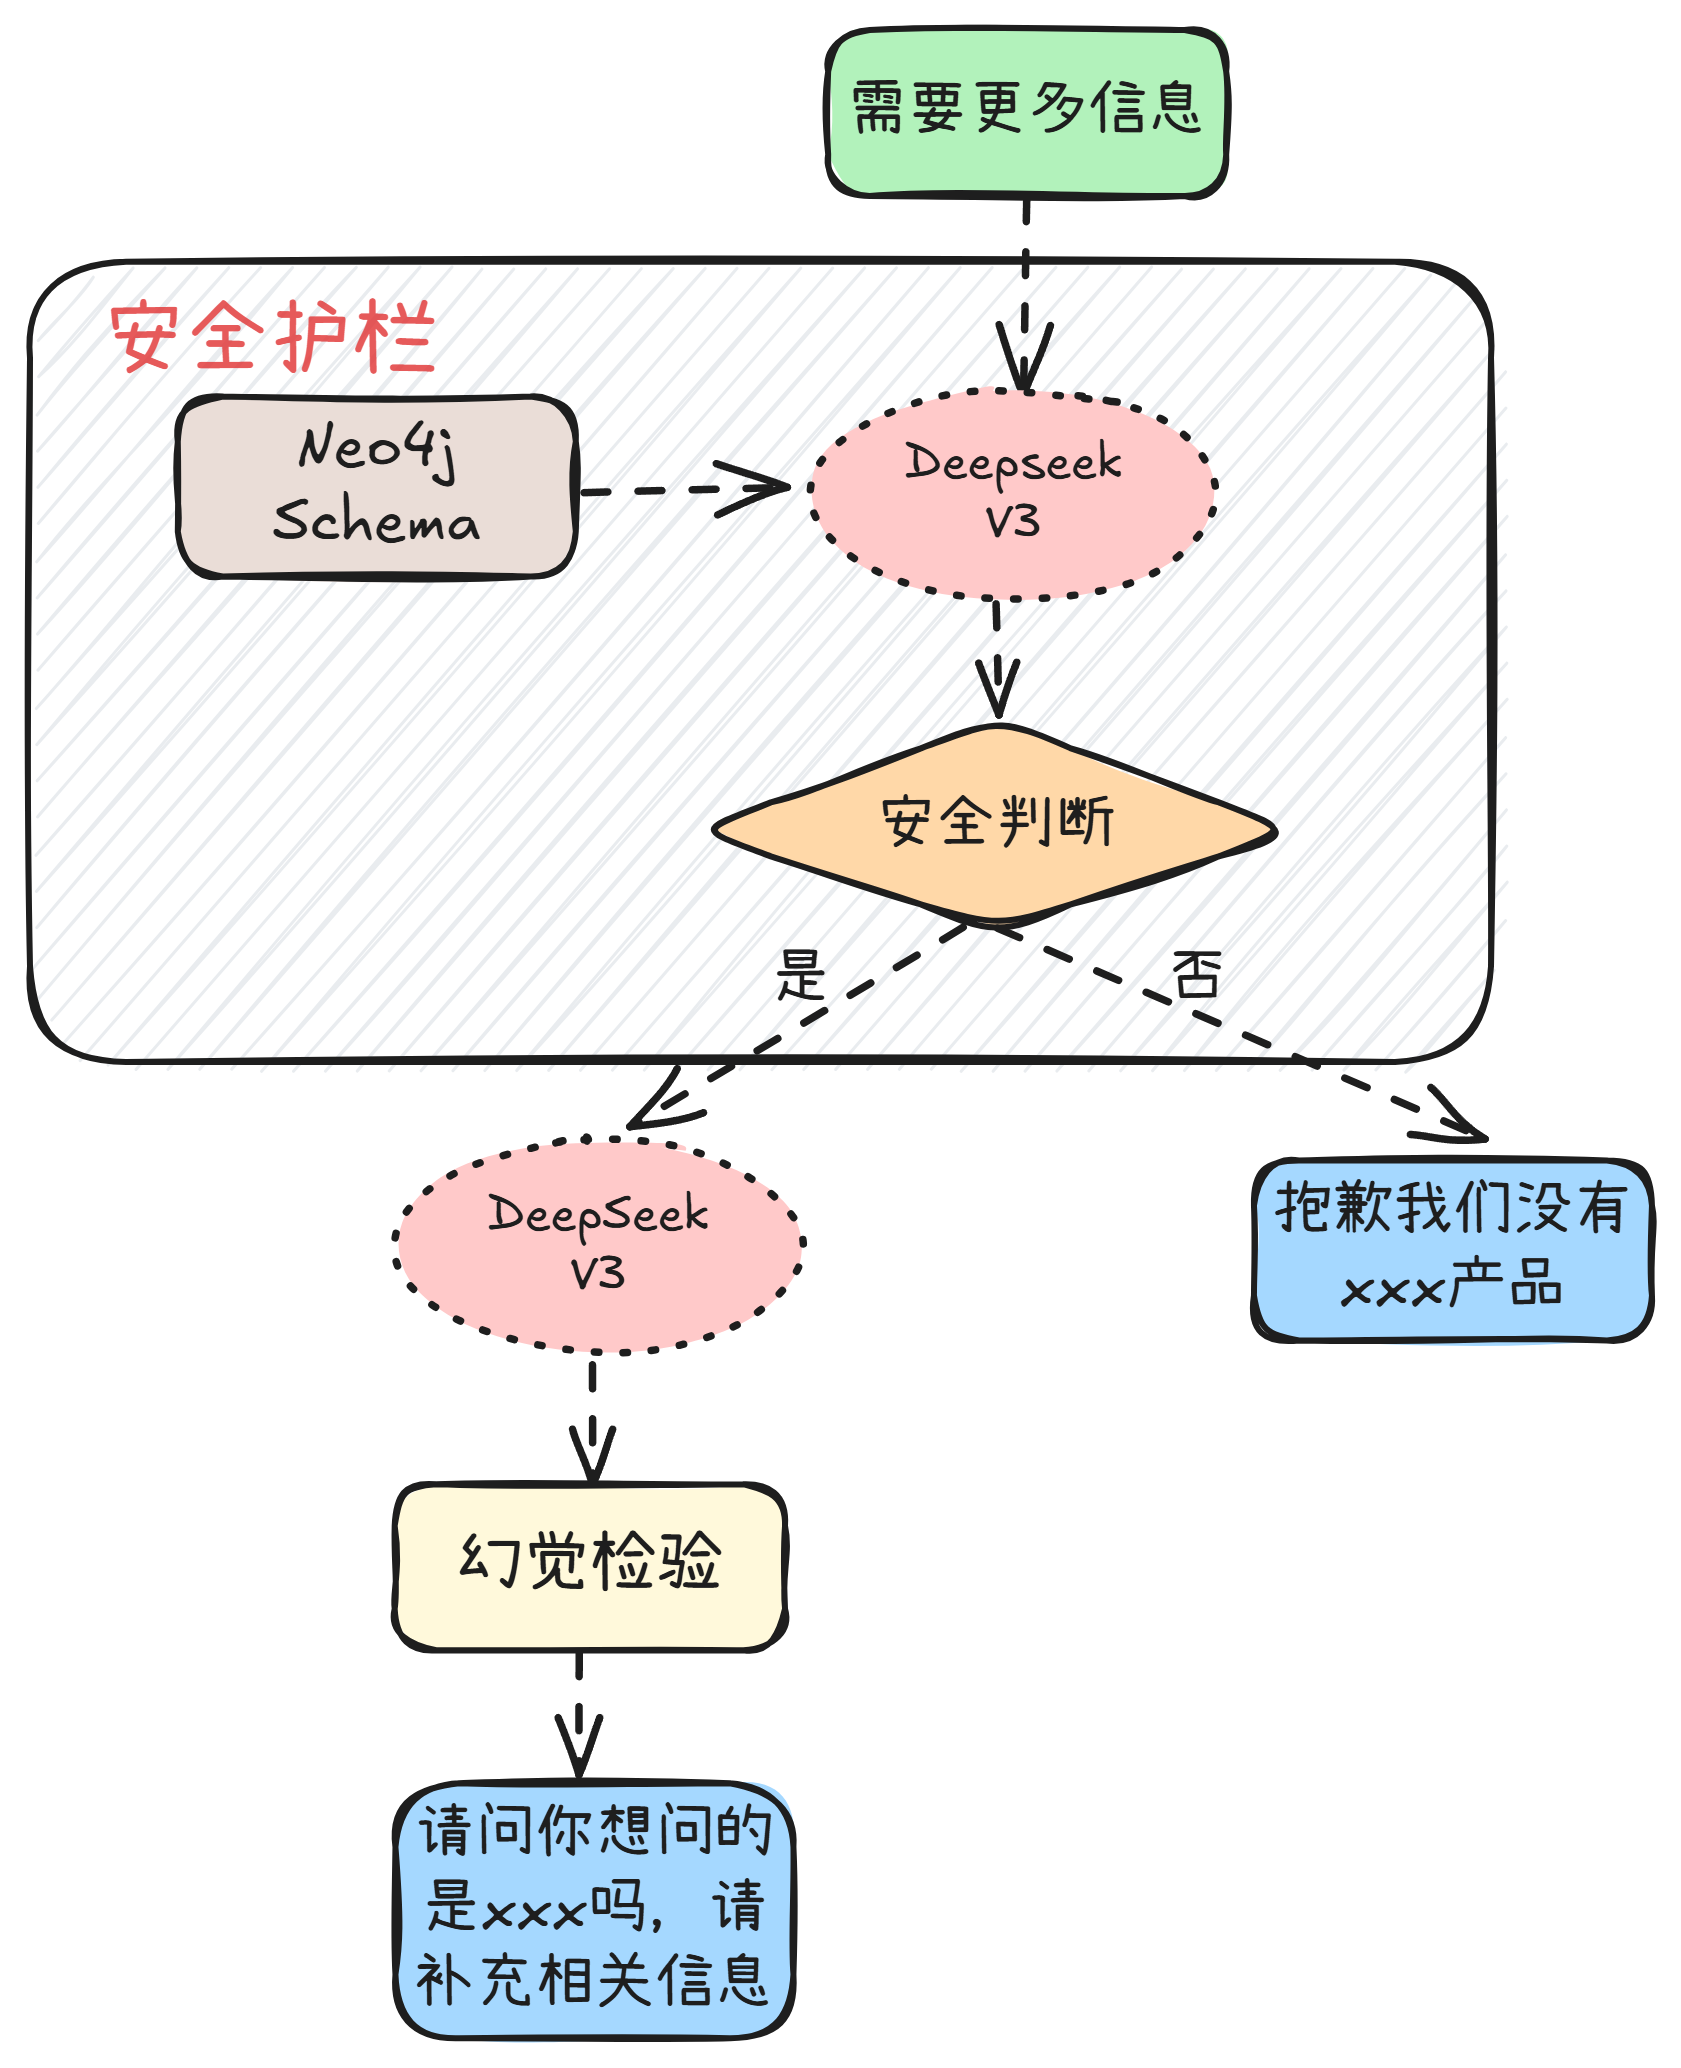 需要更多信息
安全护栏
Neo4j
Schema
Deepseek
V3
安全判断
是
否
DeepSeek
V3
抱歉我们没有
xxx产品
幻觉检验
请问你想问的
是xxx吗，请
补充相关信息